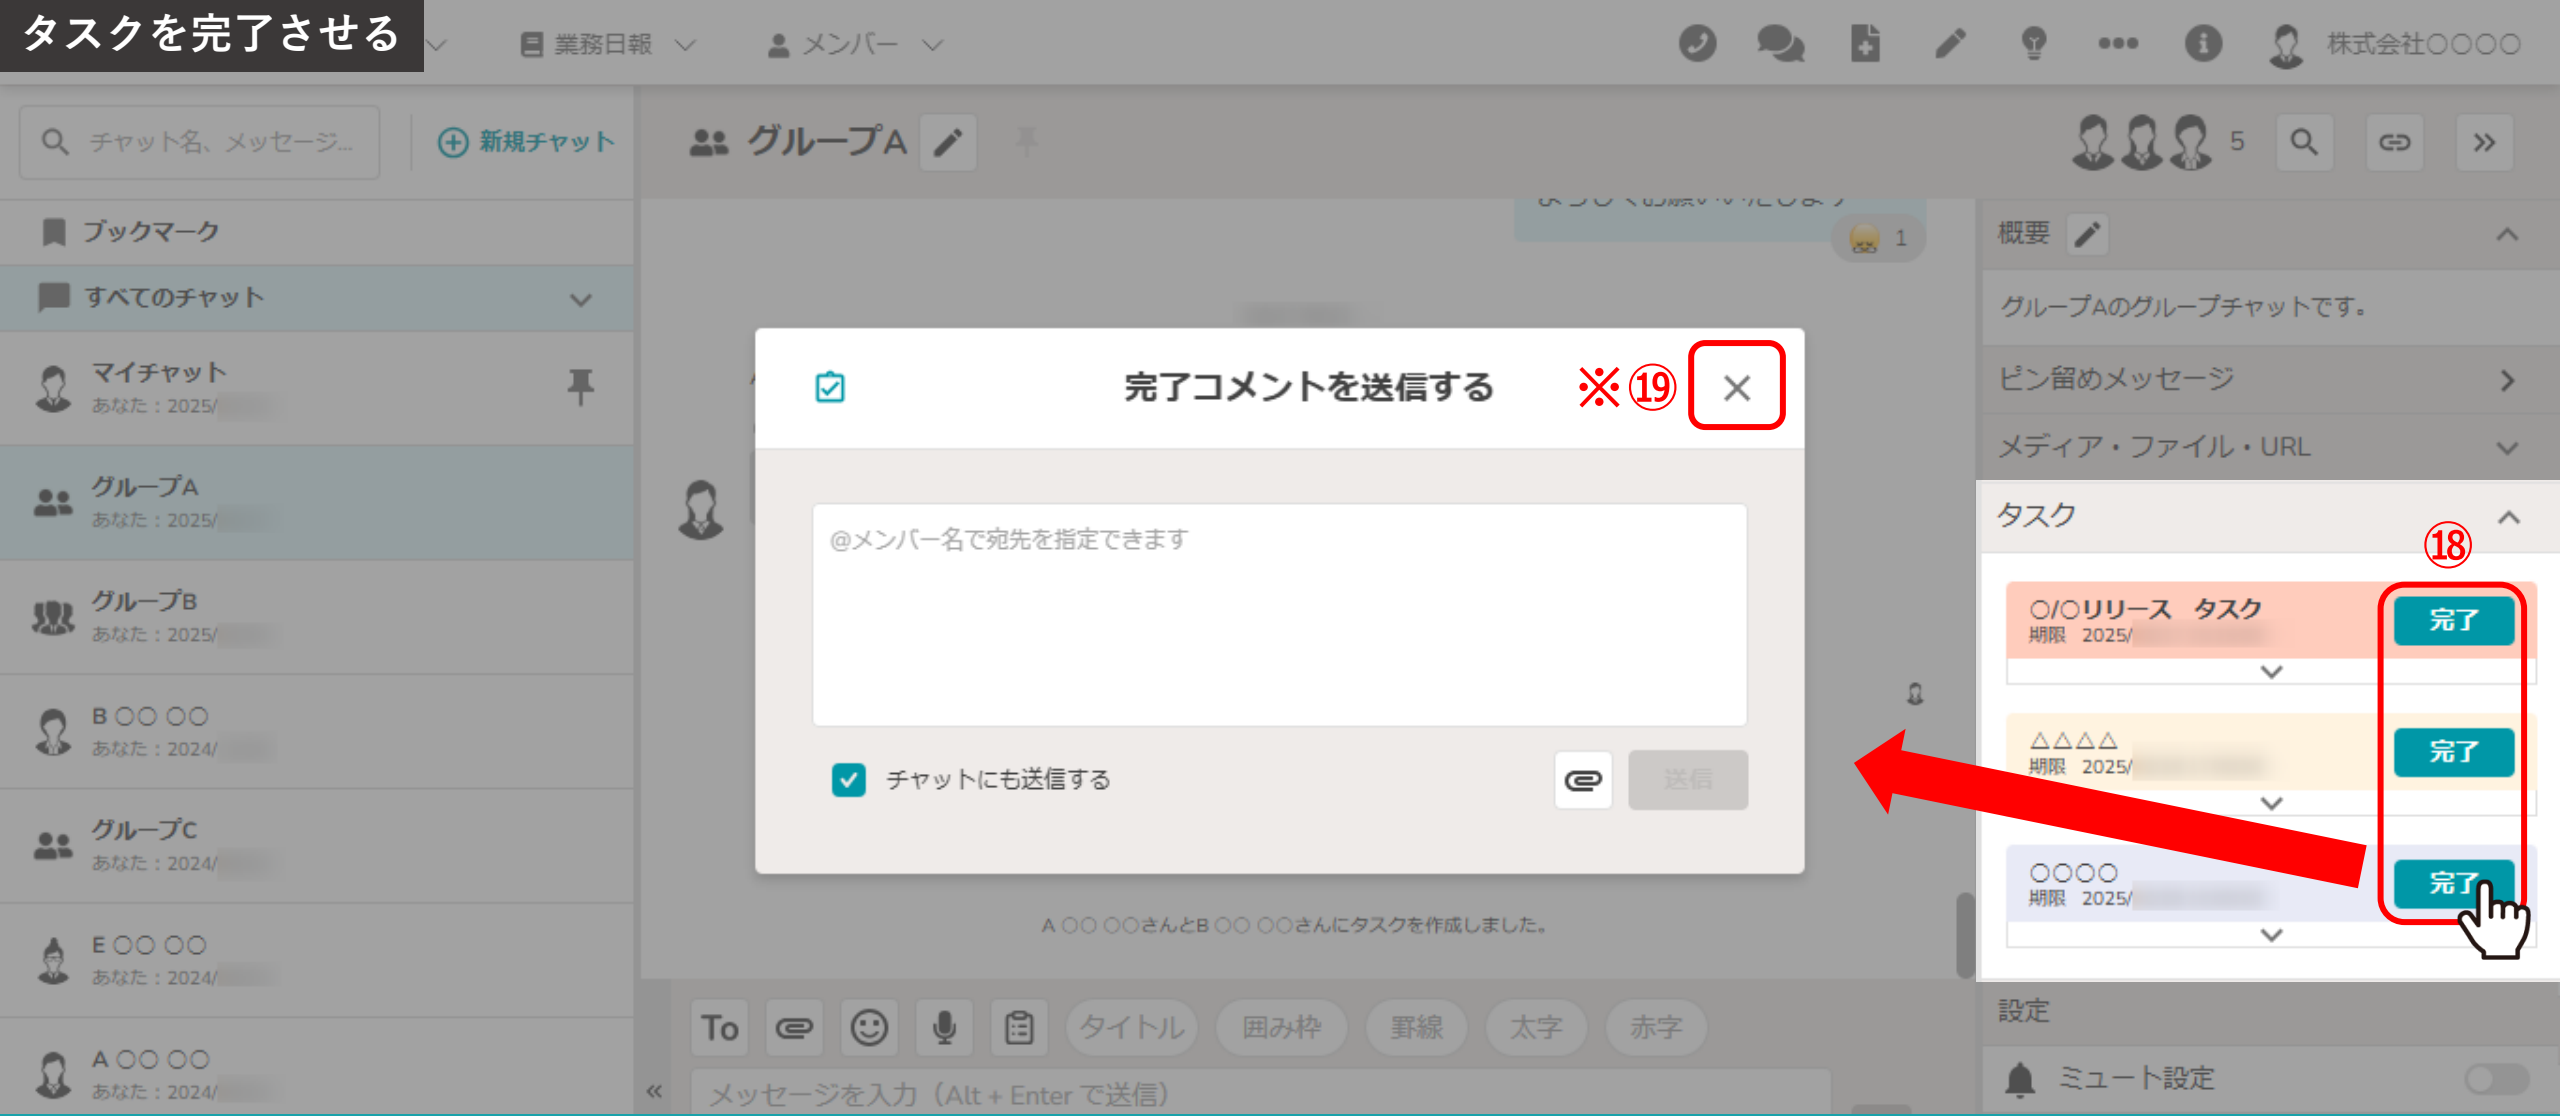 タスクを完了させる
業務日報
メンバー
株式会社○○○○
チャット名、メッセージ...
新規チャット
ブックマーク
すべてのチャット
マイチャット
あなた：2025/
グループA
あなた：2025/
グループB
あなた：2025/
B ○○ ○○
あなた：2024/
グループC
あなた：2024/
E ○○ ○○
あなた：2024/
A ○○ ○○
あなた：2024/
グループA
5
1
完了コメントを送信する
※⑲
@メンバー名で宛先を指定できます
チャットにも送信する
送信
A ○○ ○○さんとB ○○ ○○さんにタスクを作成しました。
To
タイトル
囲み枠
罫線
太字
赤字
メッセージを入力（Alt + Enter で送信）
概要
グループAのグループチャットです。
ピン留めメッセージ
メディア・ファイル・URL
タスク
⑱
○/○リリース　タスク
期限 2025/
完了
△△△△
期限 2025/
完了
○○○○
期限 2025/
完了
設定
ミュート設定